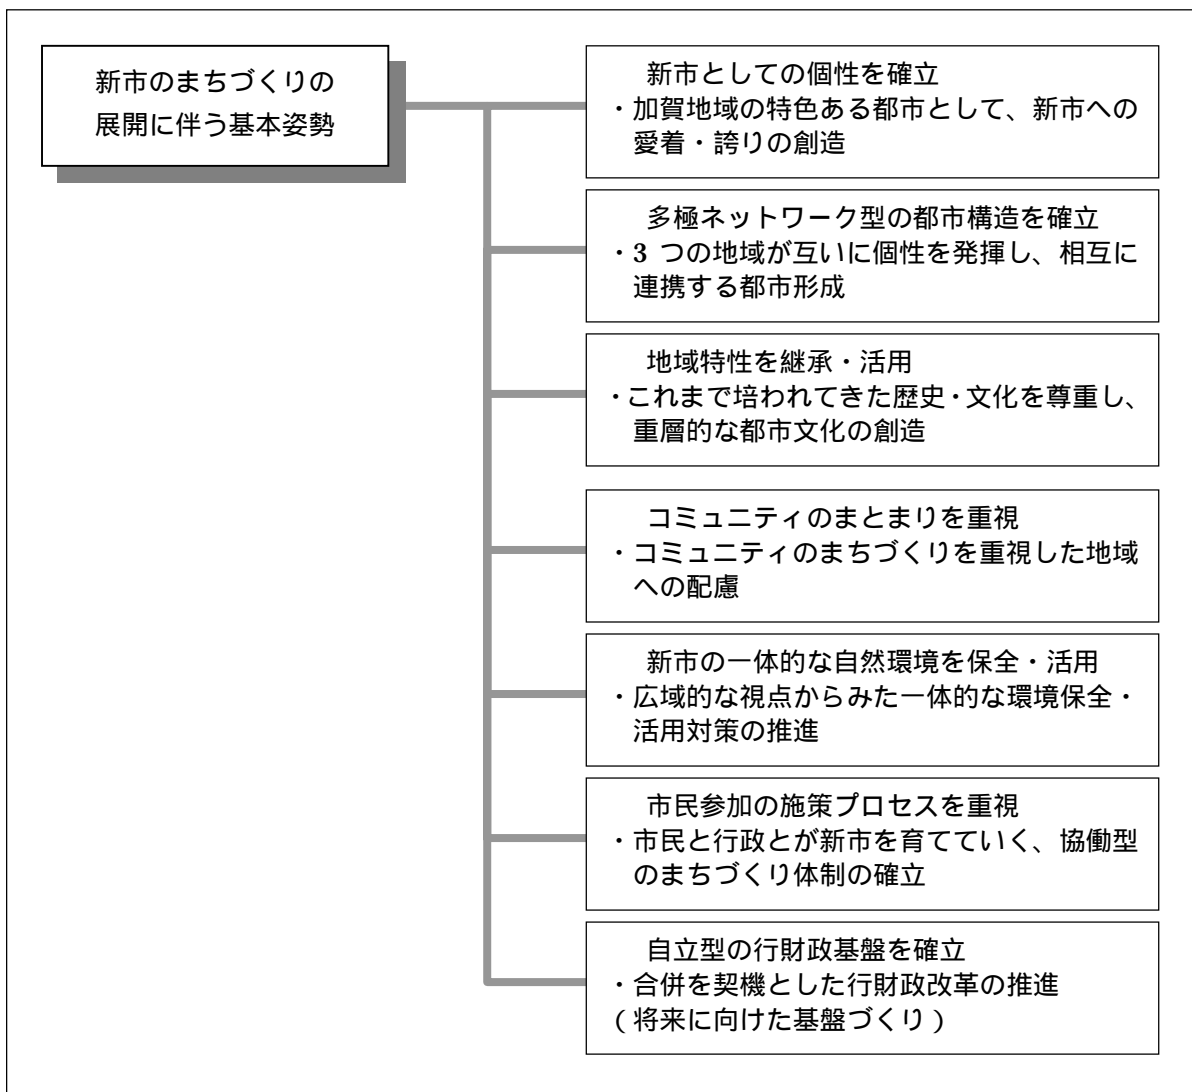 新市のまちづくりの
展開に伴う基本姿勢
新市としての個性を確立
・加賀地域の特色ある都市として、新市への
愛着・誇りの創造
多極ネットワーク型の都市構造を確立
・3 つの地域が互いに個性を発揮し、相互に
連携する都市形成
地域特性を継承・活用
・これまで培われてきた歴史・文化を尊重し、
重層的な都市文化の創造
コミュニティのまとまりを重視
・コミュニティのまちづくりを重視した地域
への配慮
新市の一体的な自然環境を保全・活用
・広域的な視点からみた一体的な環境保全・
活用対策の推進
市民参加の施策プロセスを重視
・市民と行政とが新市を育てていく、協働型
のまちづくり体制の確立
自立型の行財政基盤を確立
・合併を契機とした行財政改革の推進
(将来に向けた基盤づくり)